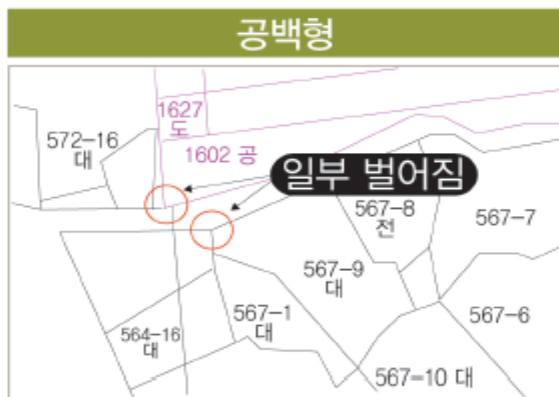 공백형
1627
도
572-16
대
1602 공
일부 벌어짐
567-8
전
567-7
567-9
대
567-1
대
567-6
564-16
대
567-10 대